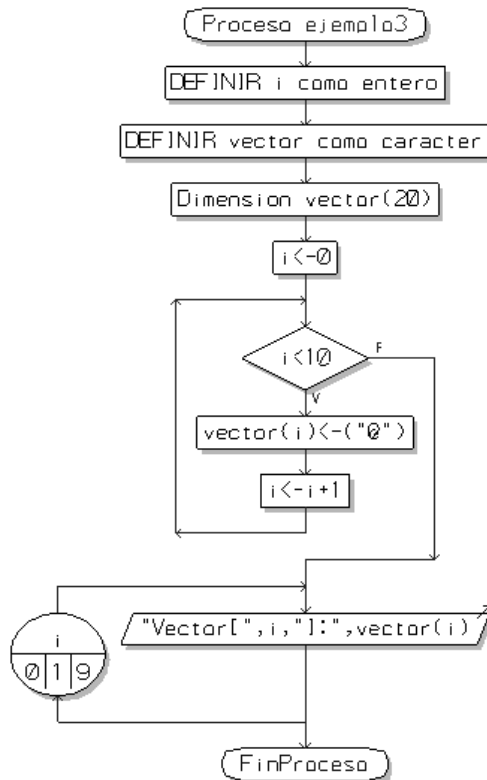 Proceso ejemplo3
DEFINIR i como entero
DEFINIR vector como caracter
Dimension vector(20)
i<-0
i<10
F
V
vector(i)<-("0")
i<-i+1
"Vector[",i,"]:",vector(i)
i
0 1 9
FinProceso